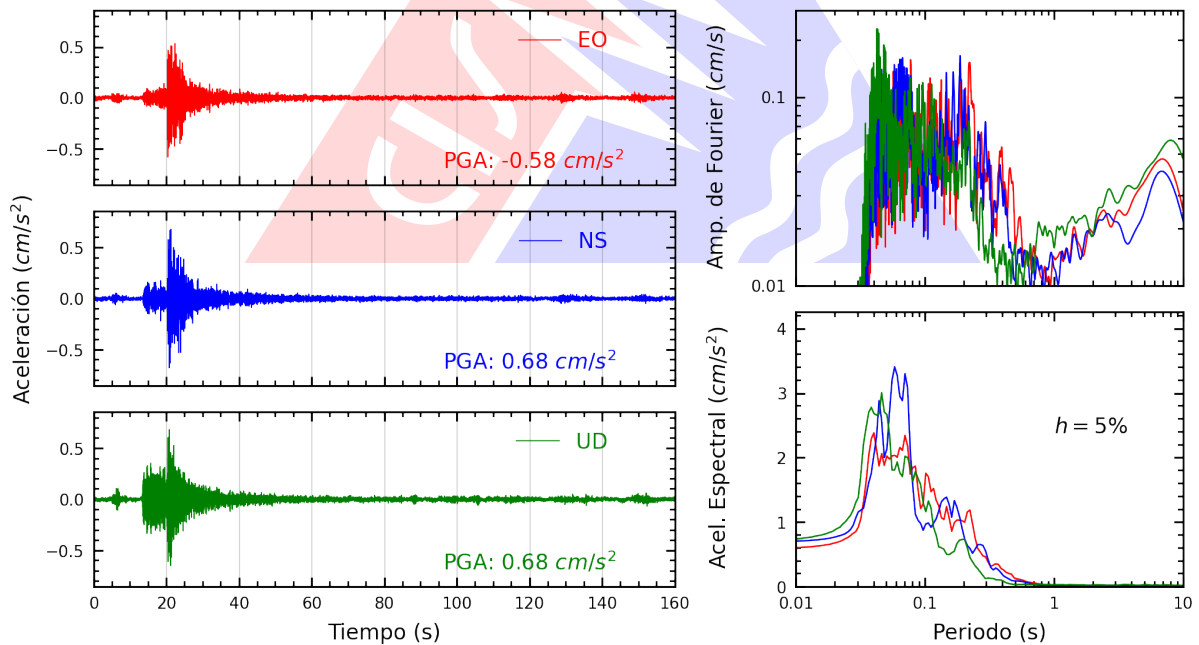 Aceleración (cm/s²)
0.5
0.0
−0.5
EO
PGA: -0.58 cm/s²
0.5
0.0
−0.5
NS
PGA: 0.68 cm/s²
0.5
0.0
−0.5
UD
PGA: 0.68 cm/s²
0 20 40 60 80 100 120 140 160
Tiempo (s)
Amp. de Fourier (cm/s)
0.1
0.01
Acel. Espectral (cm/s²)
4
3
2
1
0
h = 5%
0.01 0.1 1 10
Periodo (s)